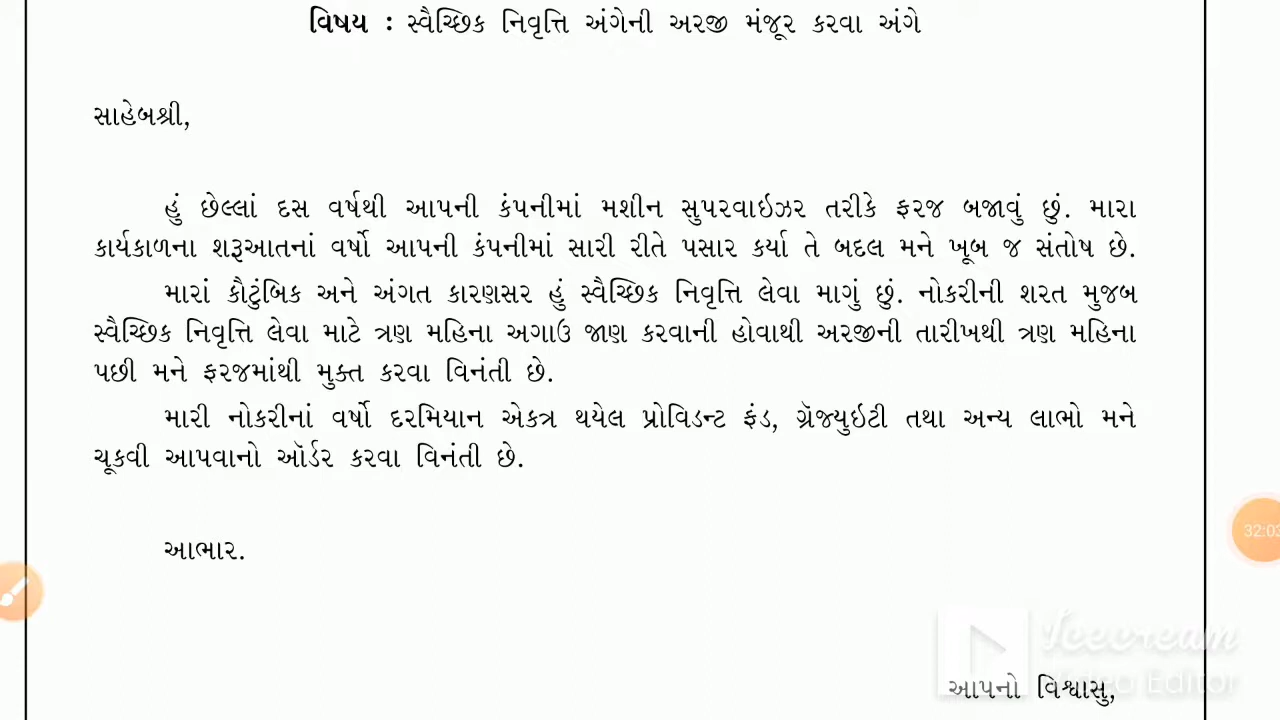 વિષય : સ્વૈચ્છિક નિવૃત્તિ અંગેની અરજી મંજૂર કરવા અંગે
સાહેબશ્રી,
હું છેલ્લાં દસ વર્ષથી આપની કંપનીમાં મશીન સુપરવાઇઝર તરીકે ફરજ બજાવું છું. મારા
કાર્યકાળના શરૂઆતનાં વર્ષો આપની કંપનીમાં સારી રીતે પસાર કર્યા તે બદલ મને ખૂબ જ સંતોષ છે.
મારાં કૌટુંબિક અને અંગત કારણસર હું સ્વૈચ્છિક નિવૃત્તિ લેવા માગું છું. નોકરીની શરત મુજબ
સ્વૈચ્છિક નિવૃત્તિ લેવા માટે ત્રણ મહિના અગાઉ જાણ કરવાની હોવાથી અરજીની તારીખથી ત્રણ મહિના
પછી મને ફરજમાંથી મુક્ત કરવા વિનંતી છે.
મારી નોકરીનાં વર્ષો દરમિયાન એકત્ર થયેલ પ્રોવિડન્ટ ફંડ, ગ્રૅજ્યુઇટી તથા અન્ય લાભો મને
ચૂકવી આપવાનો ઑર્ડર કરવા વિનંતી છે.
32:03
આભાર.
Icecream
Video Editor
આપનો વિશ્વાસુ,